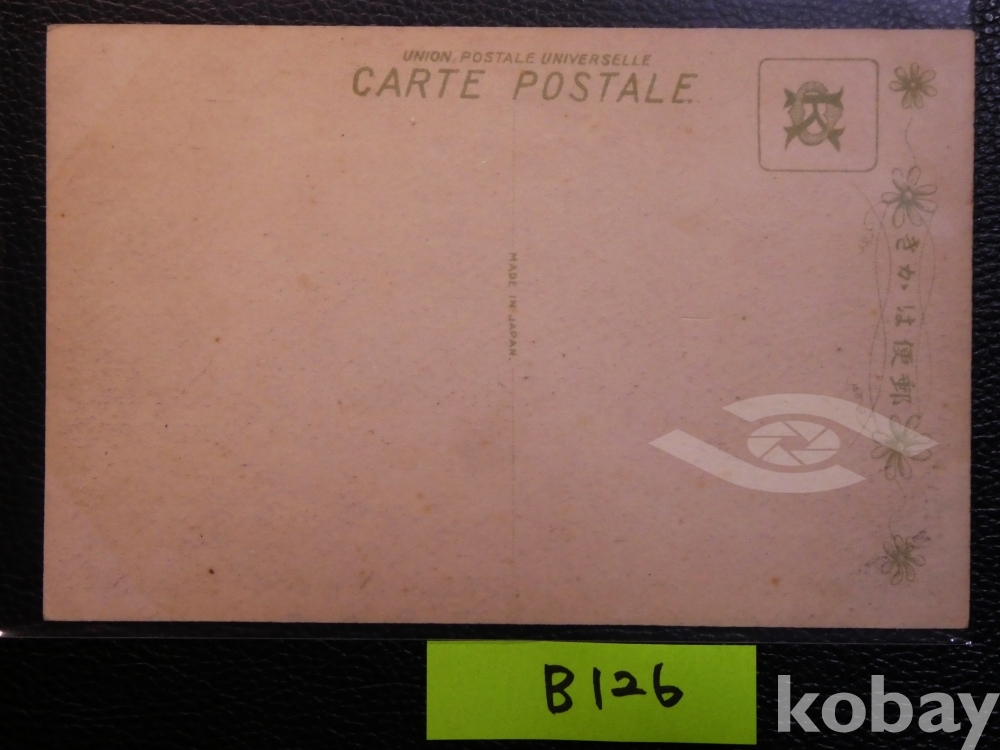 UNION POSTALE UNIVERSELLE
CARTE POSTALE
K
きかは便郵
MADE IN JAPAN.
B126
kobay